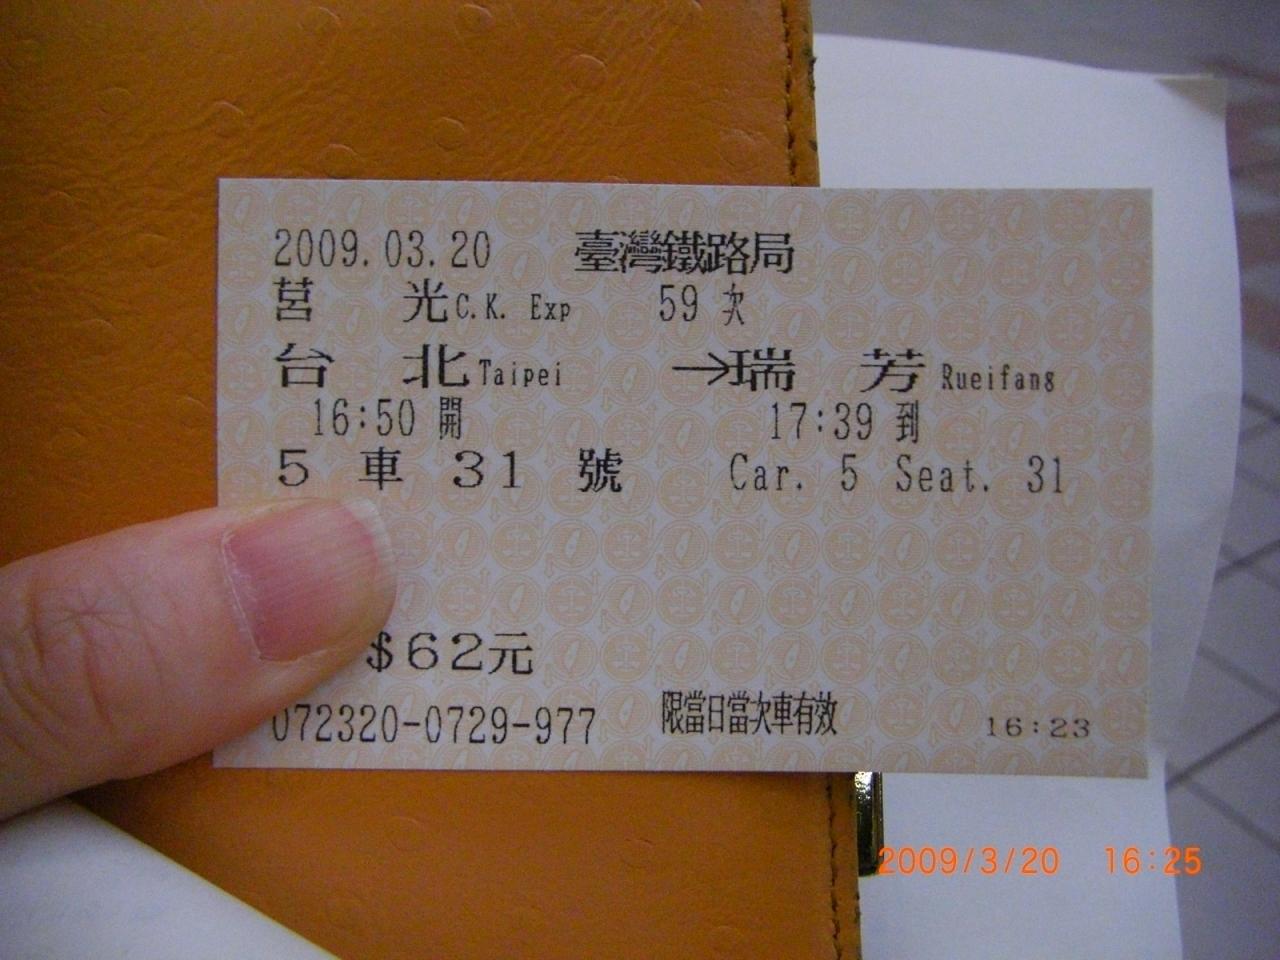 2009.03.20 臺灣鐵路局
莒 光 C.K. Exp 59 次
台 北 Taipei →瑞 芳 Rueifang
16:50 開 17:39 到
5 車 31 號 Car. 5 Seat. 31
$62元
072320-0729-977 限當日當次車有效 16:23
2009/3/20 16:25